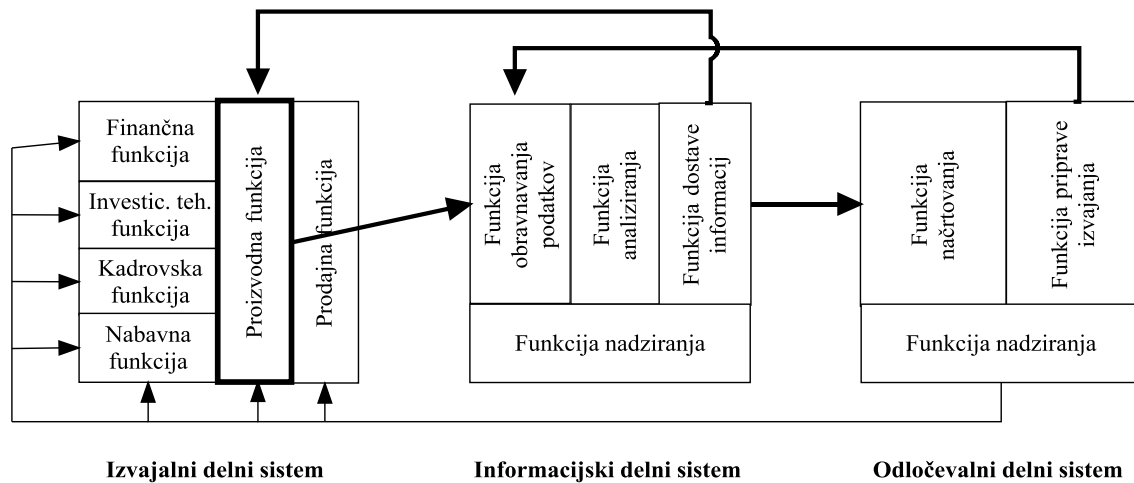 Finančna
funkcija
Investic. teh.
funkcija
Kadrovska
funkcija
Nabavna
funkcija
Proizvodna funkcija
Prodajna funkcija
Funkcija
obravnavanja
podatkov
Funkcija
analiziranja
Funkcija dostave
informacij
Funkcija nadziranja
Funkcija
načrtovanja
Funkcija priprave
izvajanja
Funkcija nadziranja
Izvajalni delni sistem
Informacijski delni sistem
Odločevalni delni sistem